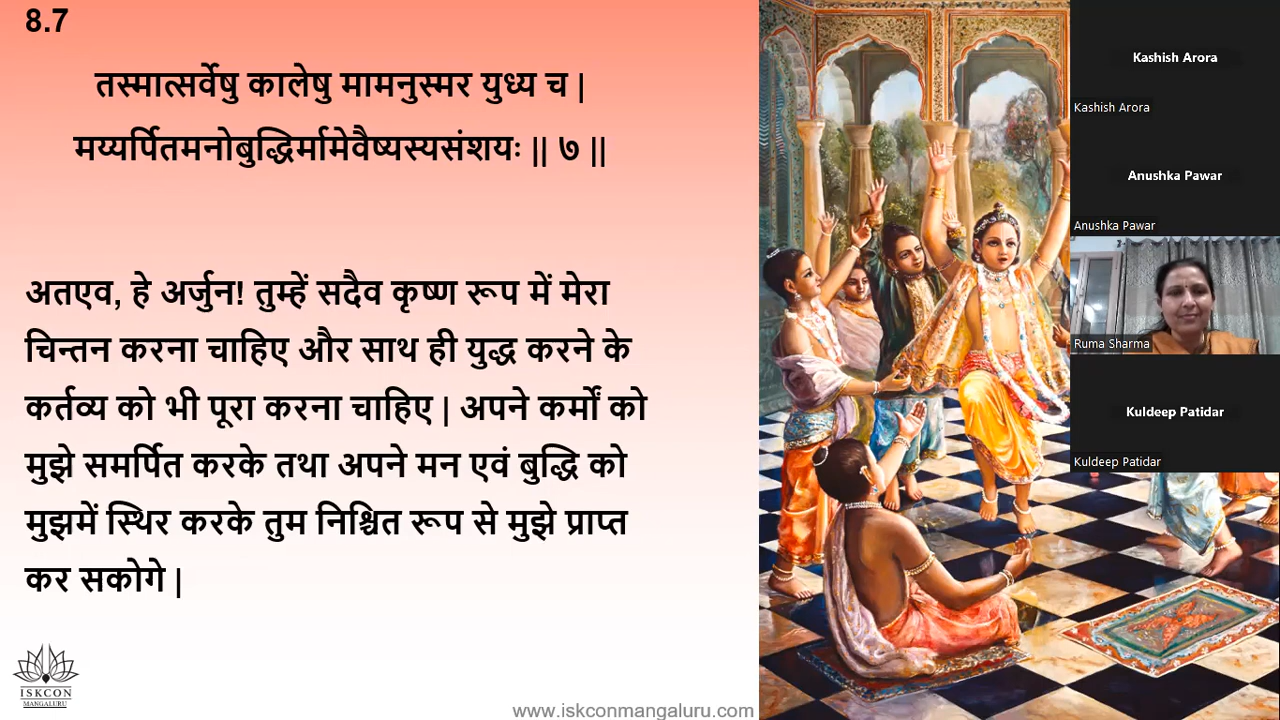 8.7
तस्मात्सर्वेषु कालेषु मामनुस्मर युध्य च |
मय्यर्पितमनोबुद्धिर्मामेवैष्यस्यसंशयः || ७ ||
अतएव, हे अर्जुन! तुम्हें सदैव कृष्ण रूप में मेरा
चिन्तन करना चाहिए और साथ ही युद्ध करने के
कर्तव्य को भी पूरा करना चाहिए | अपने कर्मों को
मुझे समर्पित करके तथा अपने मन एवं बुद्धि को
मुझमें स्थिर करके तुम निश्चित रूप से मुझे प्राप्त
कर सकोगे |
ISKCON
MANGALURU
www.iskconmangaluru.com
Kashish Arora
Kashish Arora
Anushka Pawar
Anushka Pawar
Ruma Sharma
Kuldeep Patidar
Kuldeep Patidar